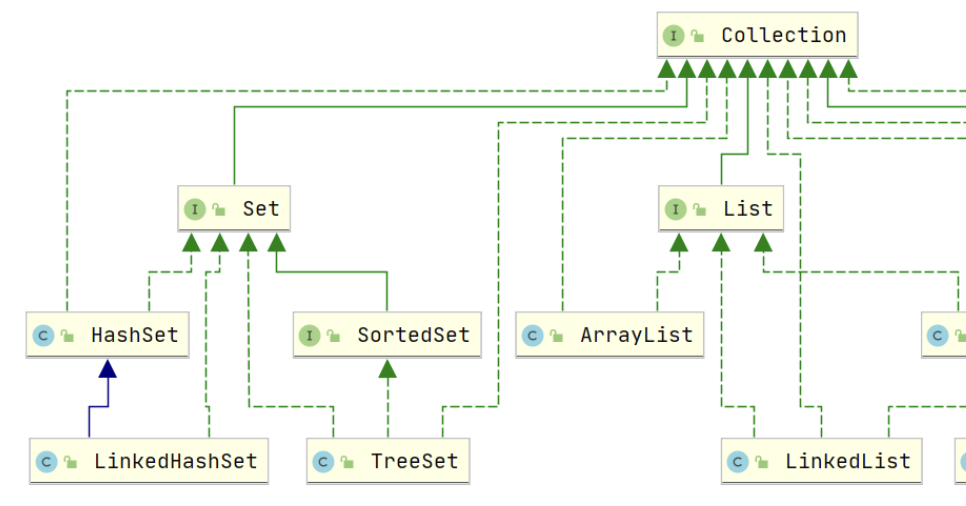 I Collection
I Set
I List
C HashSet
I SortedSet
C ArrayList
C
C LinkedHashSet
C TreeSet
C LinkedList